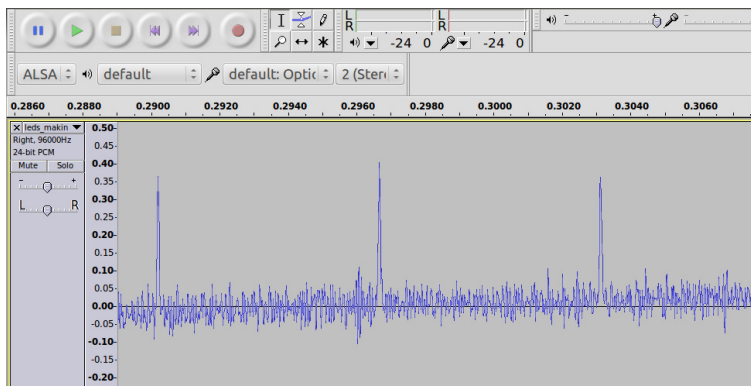 L
R
-24 0
L
R
-24 0
- 
ALSA default default: Optic 2 (Stere
0.2860 0.2880 0.2900 0.2920 0.2940 0.2960 0.2980 0.3000 0.3020 0.3040 0.3060
X leds_makin
Right, 96000Hz
24-bit PCM
Mute Solo
- +
L R
0.50
0.45
0.40
0.35
0.30
0.25
0.20
0.15
0.10
0.05
0.00
-0.05
-0.10
-0.15
-0.20